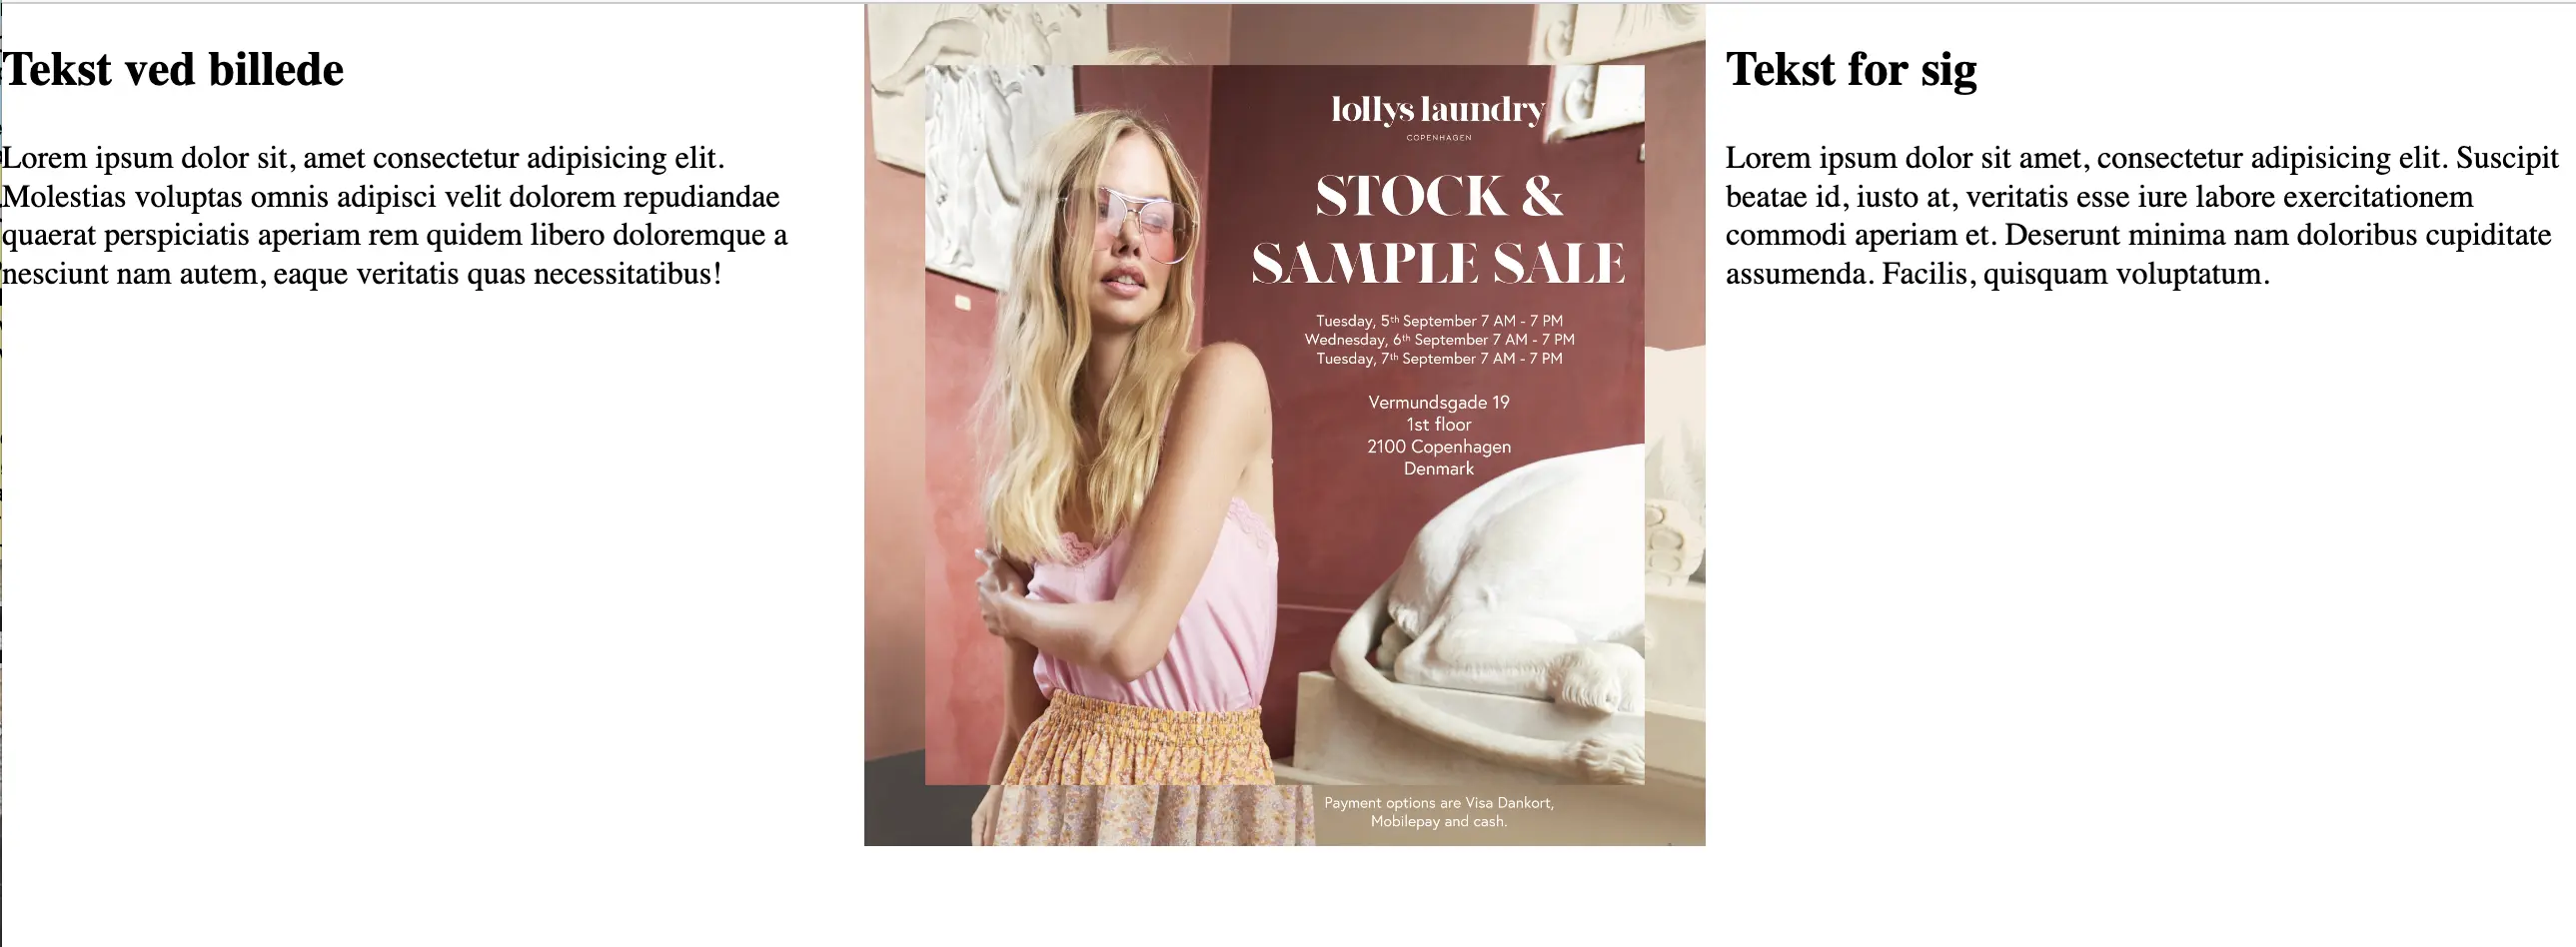 Tekst ved billede
Lorem ipsum dolor sit, amet consectetur adipisicing elit.
Molestias voluptas omnis adipisci velit dolorem repudiandae
quaerat perspiciatis aperiam rem quidem libero doloremque a
nesciunt nam autem, eaque veritatis quas necessitatibus!
lollys laundry
COPENHAGEN
STOCK &
SAMPLE SALE
Tuesday, 5th September 7 AM - 7 PM
Wednesday, 6th September 7 AM - 7 PM
Tuesday, 7th September 7 AM - 7 PM
Vermundsgade 19
1st floor
2100 Copenhagen
Denmark
Payment options are Visa Dankort,
Mobilepay and cash.
Tekst for sig
Lorem ipsum dolor sit amet, consectetur adipisicing elit. Suscipit
beatae id, iusto at, veritatis esse iure labore exercitationem
commodi aperiam et. Deserunt minima nam doloribus cupiditate
assumenda. Facilis, quisquam voluptatum.